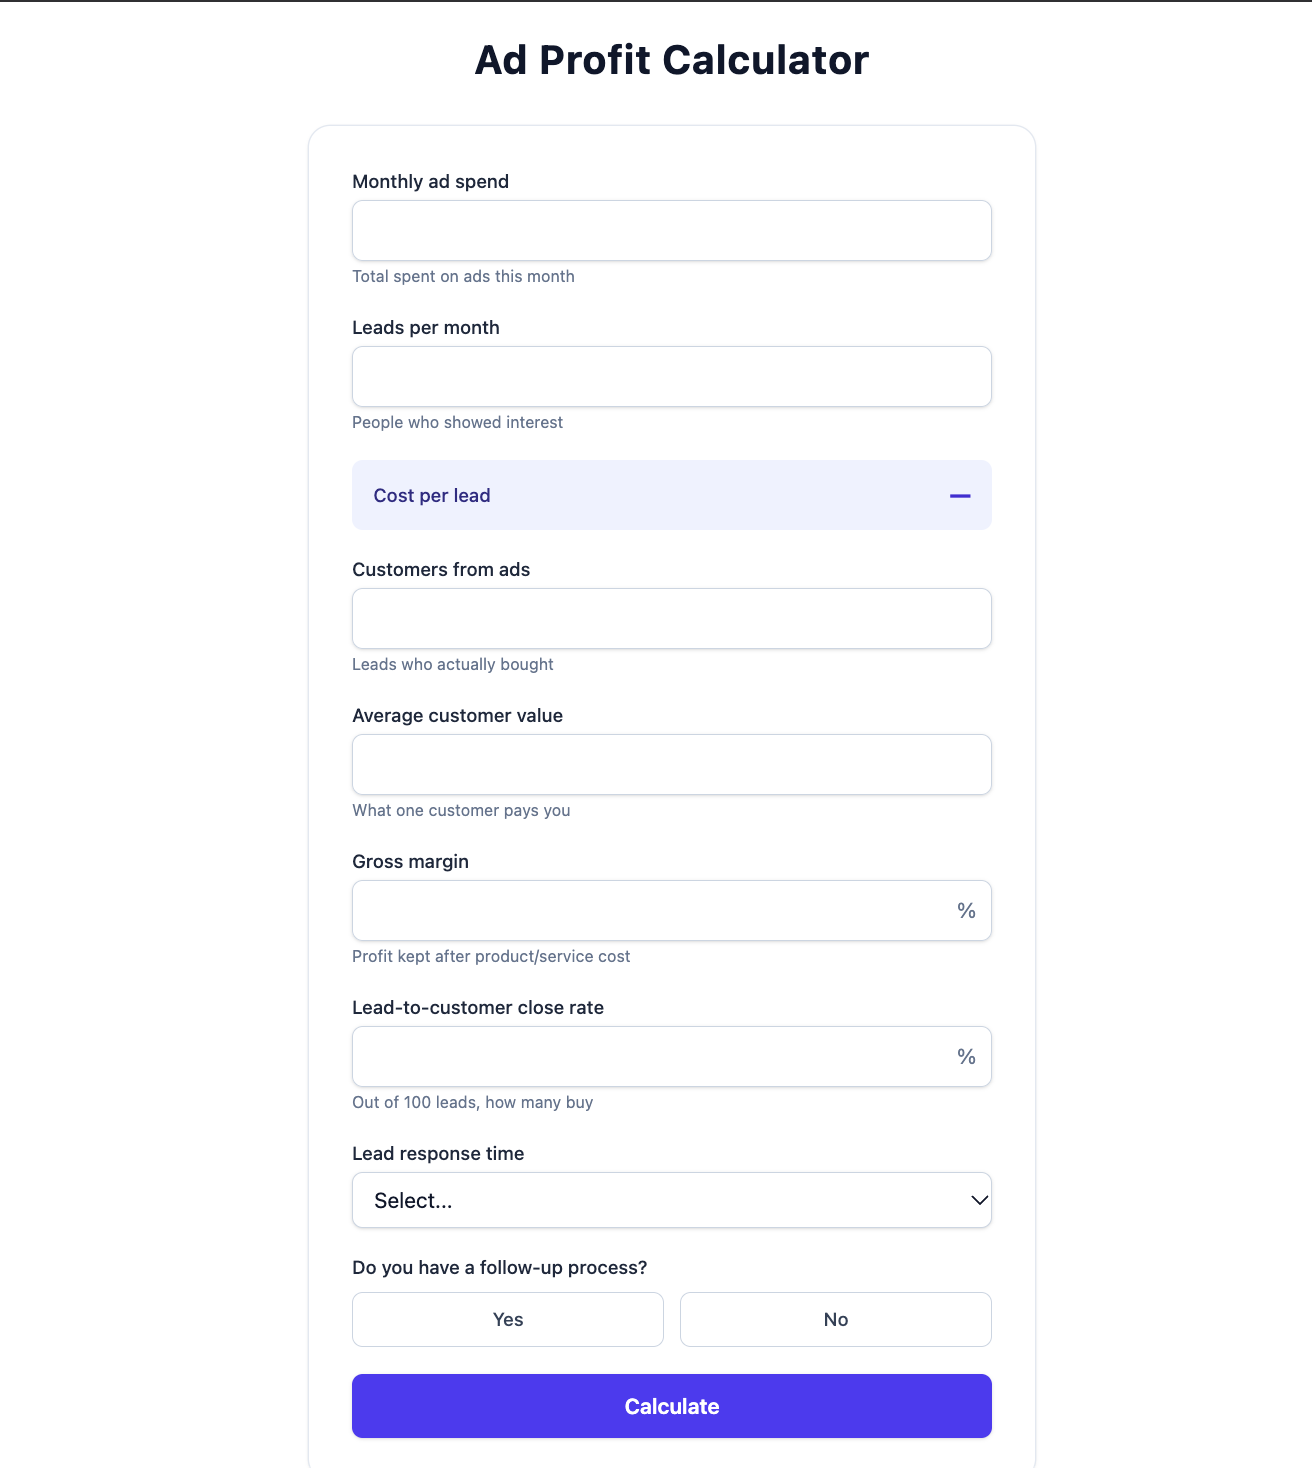 Ad Profit Calculator
Monthly ad spend
Total spent on ads this month
Leads per month
People who showed interest
Cost per lead —
Customers from ads
Leads who actually bought
Average customer value
What one customer pays you
Gross margin
%
Profit kept after product/service cost
Lead-to-customer close rate
%
Out of 100 leads, how many buy
Lead response time
Select...
Do you have a follow-up process?
Yes No
Calculate